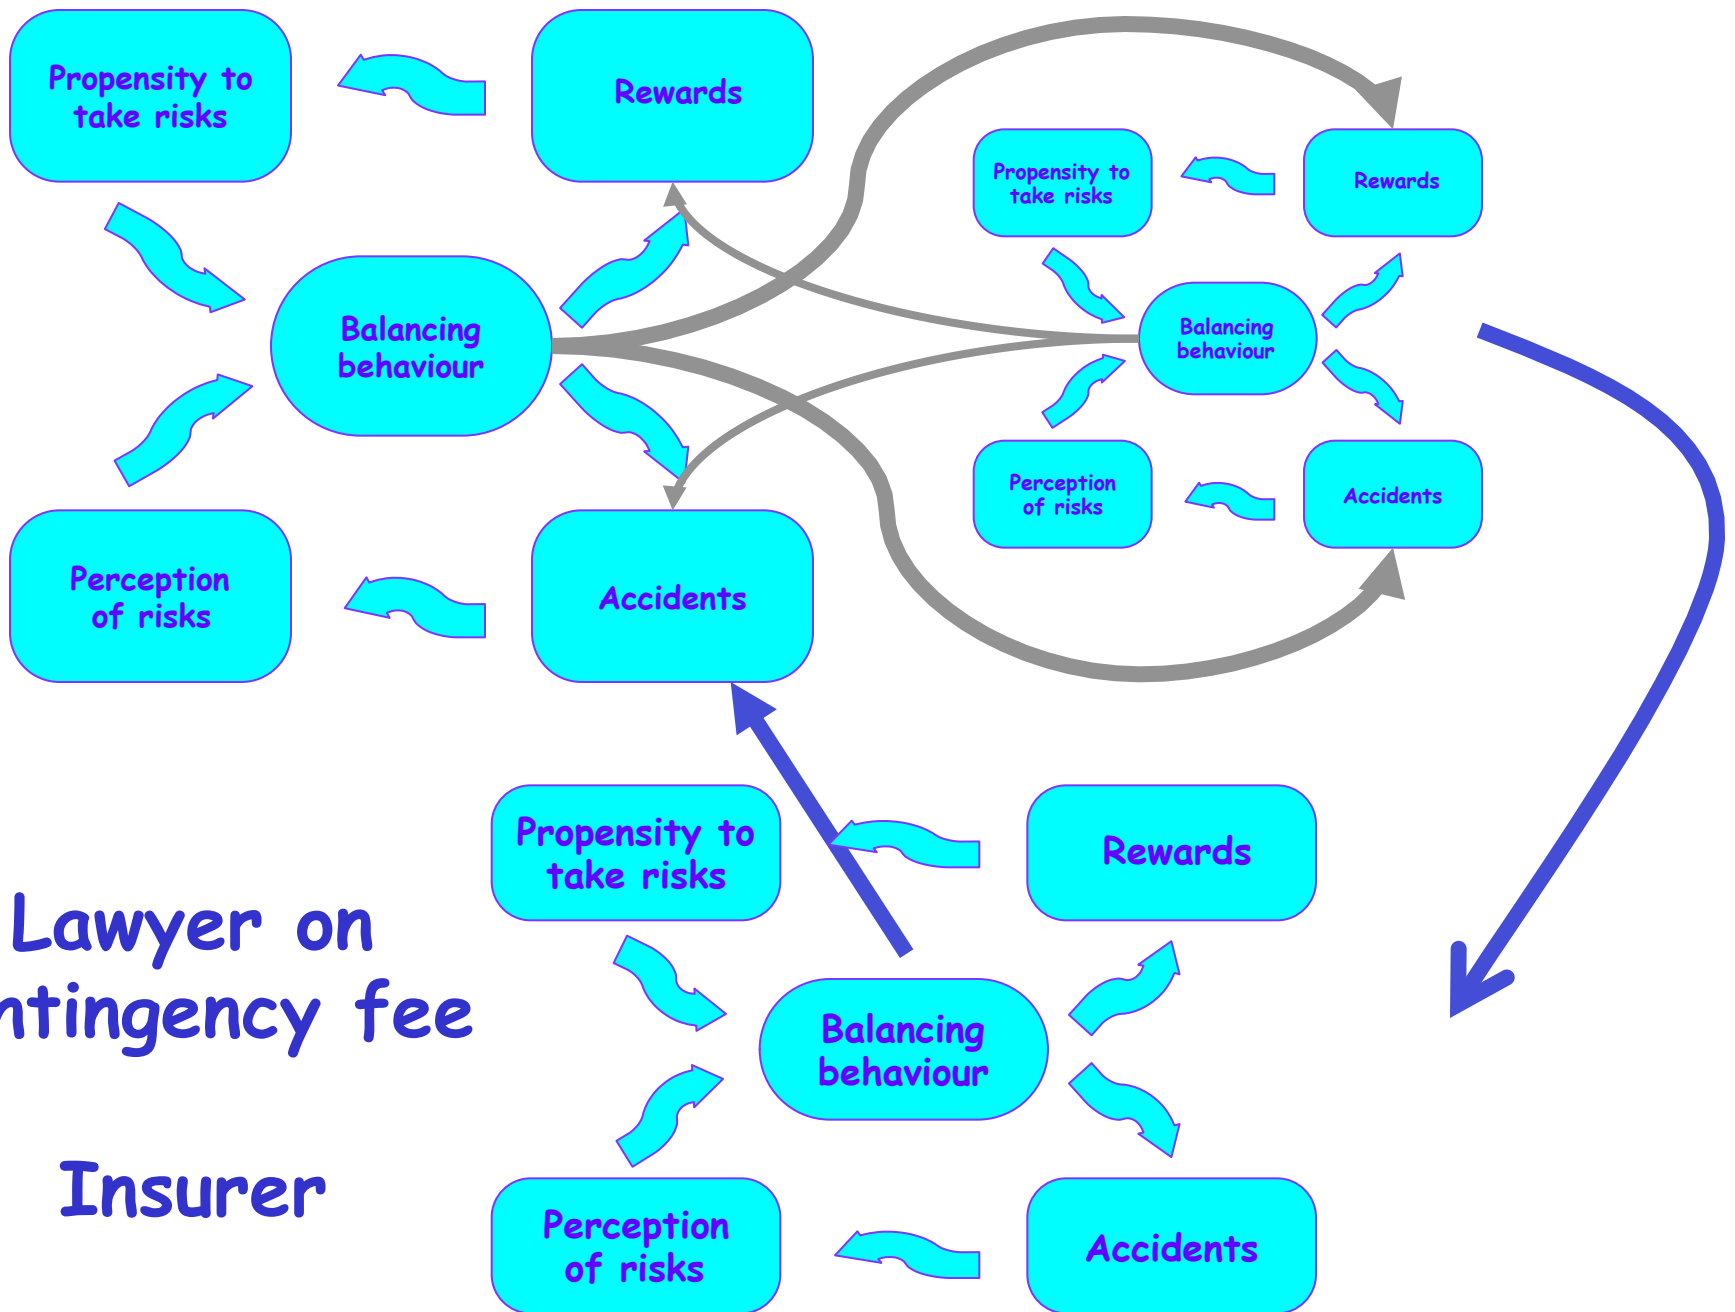 Propensity to
take risks
Rewards
Balancing
behaviour
Perception
of risks
Accidents
Propensity to
take risks
Rewards
Balancing
behaviour
Perception
of risks
Accidents
Propensity to
take risks
Rewards
Balancing
behaviour
Perception
of risks
Accidents
Lawyer on
ntingency fee
Insurer